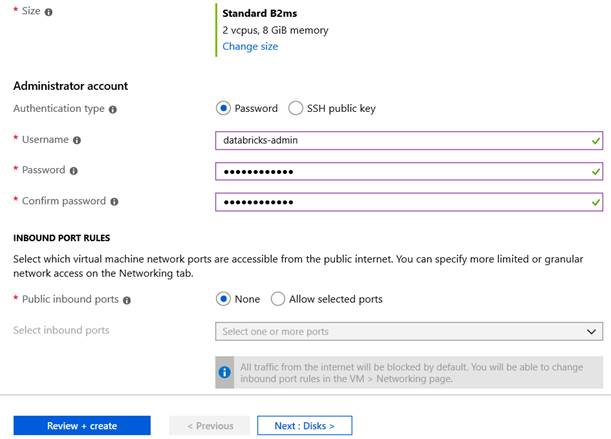 * Size
Standard B2ms
2 vcpus, 8 GiB memory
Change size
Administrator account
Authentication type
Password
SSH public key
* Username
databricks-admin
* Password
••••••••••••
* Confirm password
••••••••••••
INBOUND PORT RULES
Select which virtual machine network ports are accessible from the public internet. You can specify more limited or granular
network access on the Networking tab.
* Public inbound ports
None
Allow selected ports
Select inbound ports
Select one or more ports
All traffic from the internet will be blocked by default. You will be able to change
inbound port rules in the VM > Networking page.
Review + create
< Previous
Next : Disks >